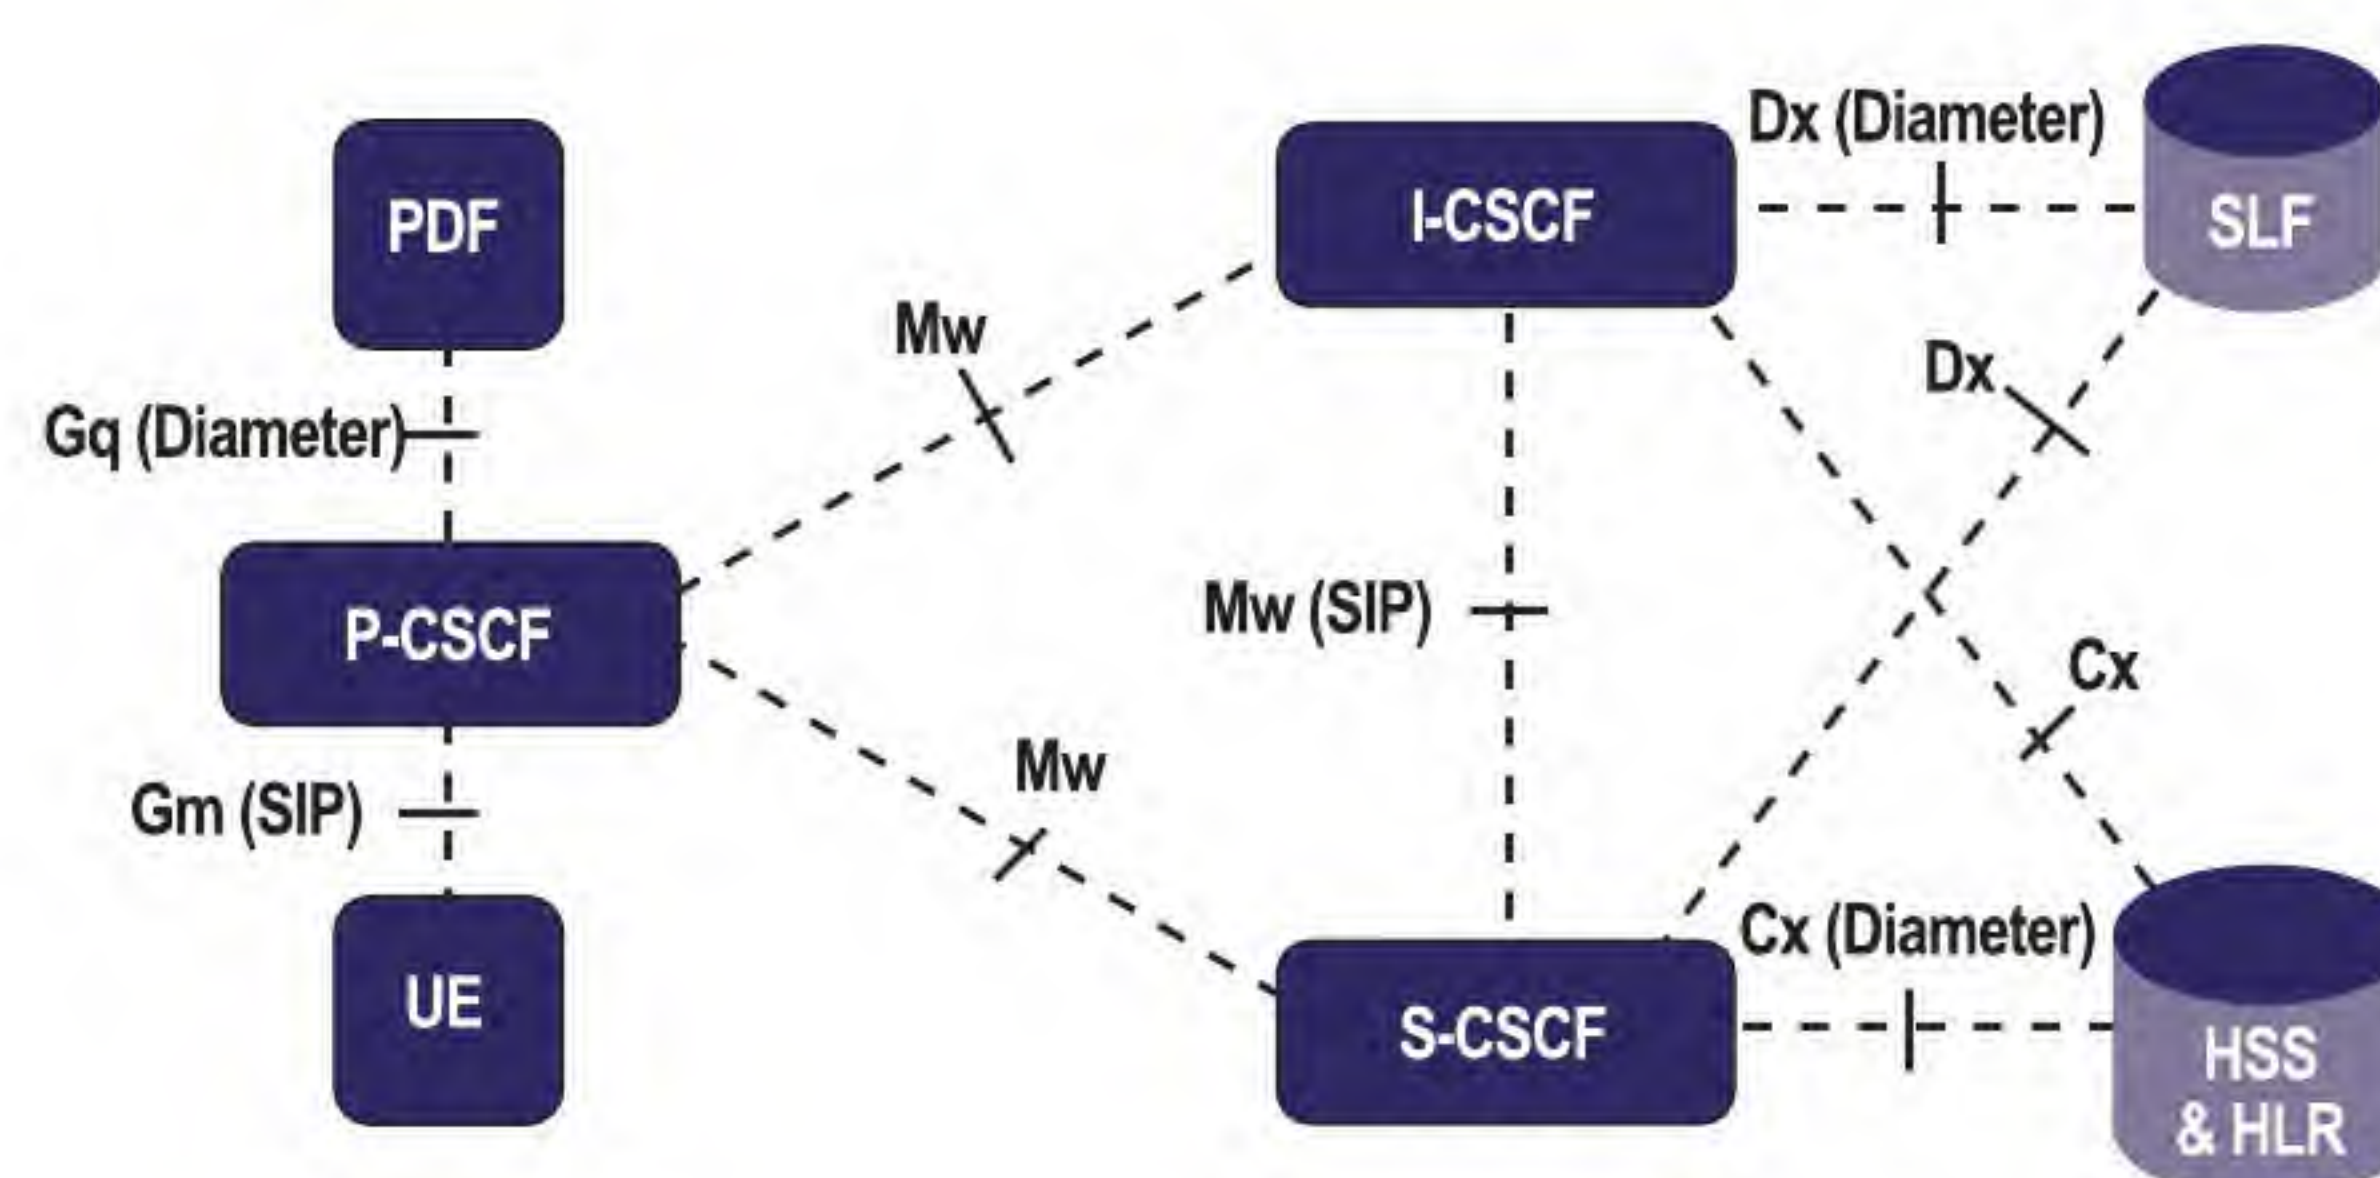 Dx (Diameter)
PDF
I-CSCF
SLF
Mw
Dx
Gq (Diameter)
Mw (SIP)
P-CSCF
Cx
Mw
Gm (SIP)
Cx (Diameter)
UE
S-CSCF
HSS
& HLR